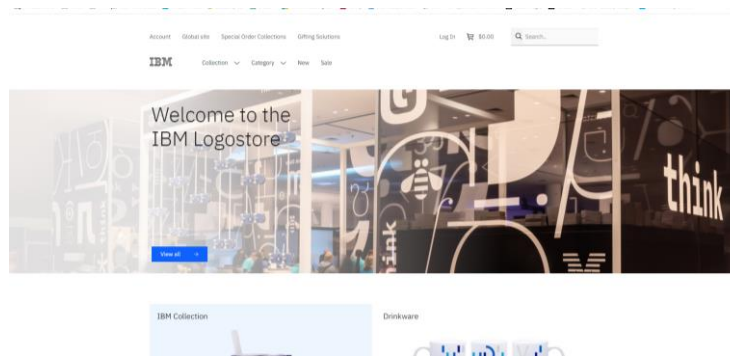 Account Global site Special Order Collections Gifting Solutions Log In $0.00 Search...
IBM Collection Category New Sale
Welcome to the
IBM Logostore
think
think
View all
IBM Collection Drinkware